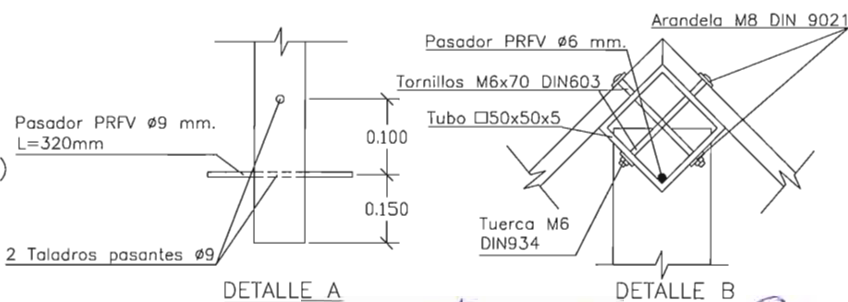 Pasador PRFV ø9 mm.
L=320mm
2 Taladros pasantes ø9
0.100
0.150
DETALLE A
Arandela M8 DIN 9021
Pasador PRFV ø6 mm.
Tornillos M6x70 DIN603
Tubo □50x50x5
Tuerca M6
DIN934
DETALLE B